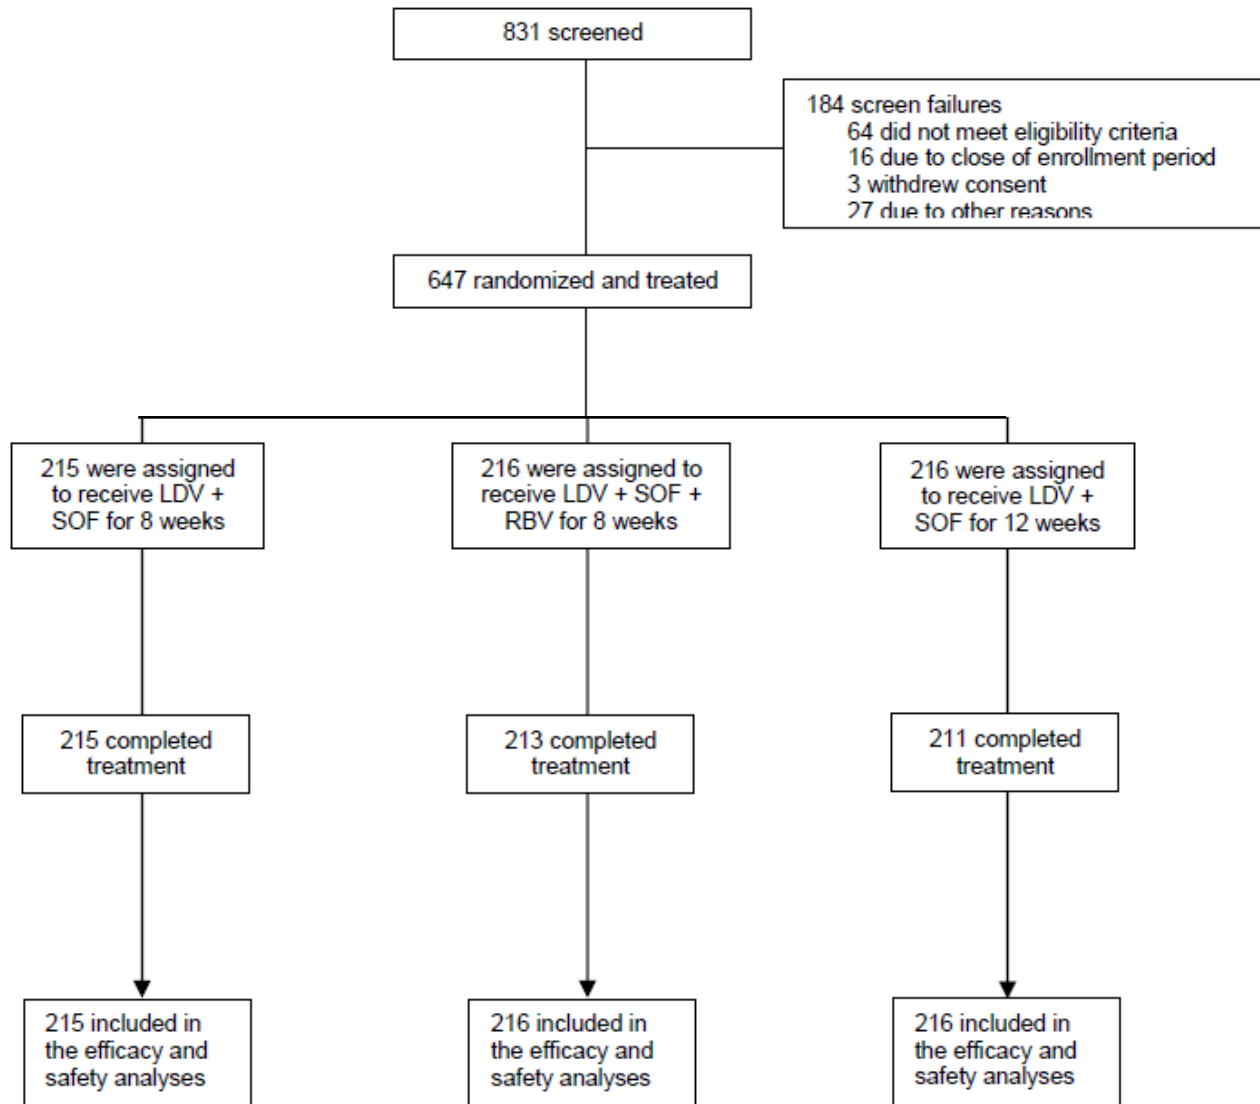 831 screened
184 screen failures
64 did not meet eligibility criteria
16 due to close of enrollment period
3 withdrew consent
27 due to other reasons
647 randomized and treated
215 were assigned
to receive LDV +
SOF for 8 weeks
216 were assigned to
receive LDV + SOF +
RBV for 8 weeks
216 were assigned
to receive LDV +
SOF for 12 weeks
215 completed
treatment
213 completed
treatment
211 completed
treatment
215 included in
the efficacy and
safety analyses
216 included in
the efficacy and
safety analyses
216 included in
the efficacy and
safety analyses